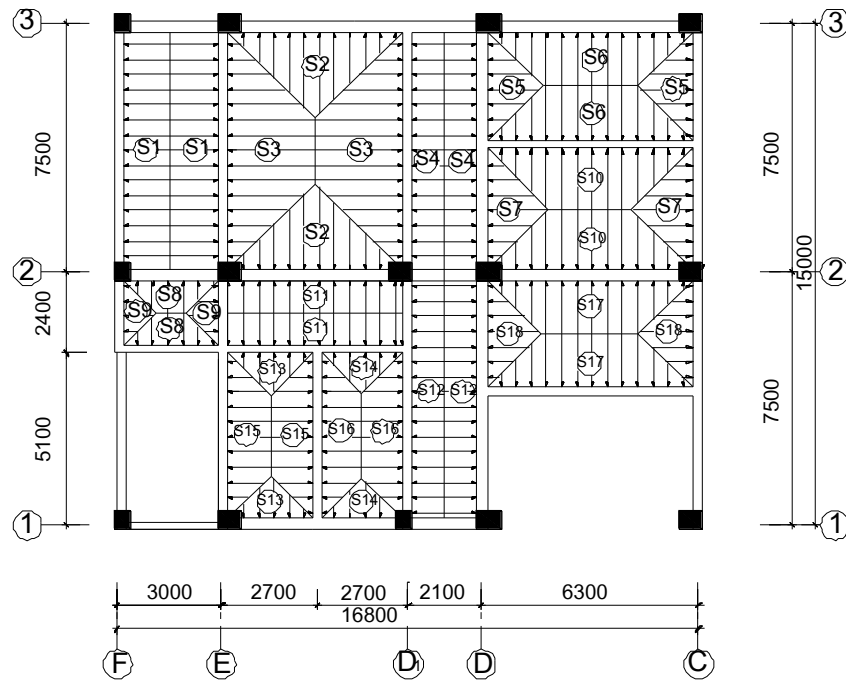 3 3
S2 S6
S5 S5
S6
S1 S1 S3 S3 S4 S4
7500 7500
S10
S7 S7
S2 S10
2 2
15000
S8 S11 S17
S9 S9
2400
S8 S11 S18 S18
S17
S13 S14
S12 S12
5100 7500
S15 S15 S16 S16
S13 S14
1 1
3000 2700 2700 2100 6300
16800
F E D1 D C